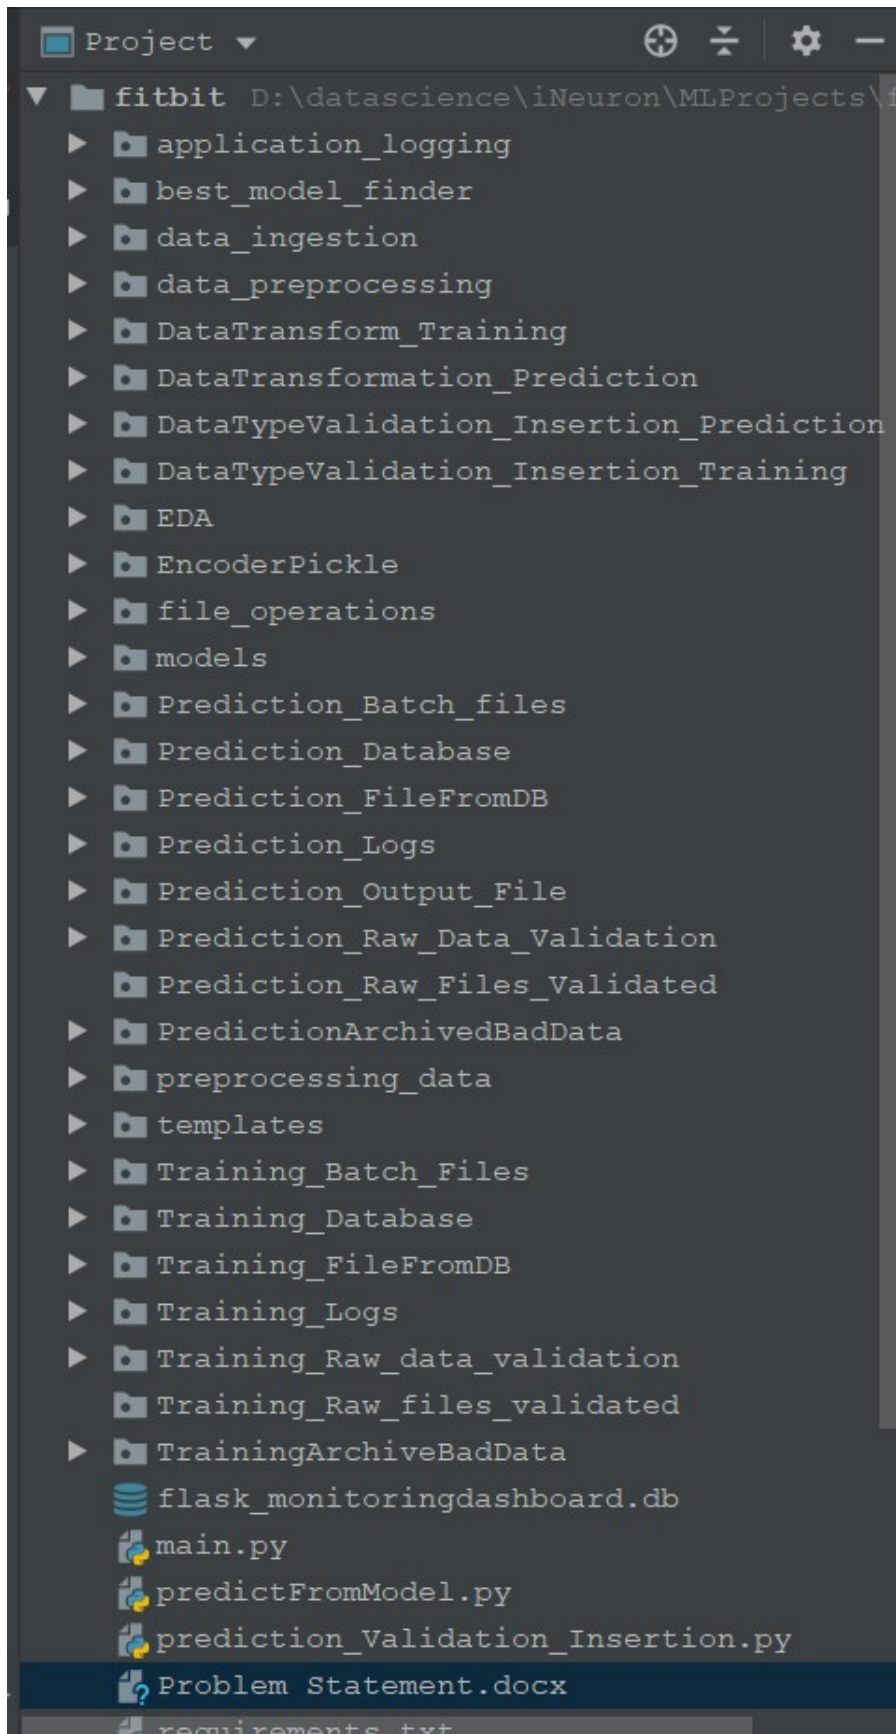 Project
fitbit D:\datascience\iNeuron\MLProjects\f
application_logging
best_model_finder
data_ingestion
data_preprocessing
DataTransform_Training
DataTransformation_Prediction
DataTypeValidation_Insertion_Prediction
DataTypeValidation_Insertion_Training
EDA
EncoderPickle
file_operations
models
Prediction_Batch_files
Prediction_Database
Prediction_FileFromDB
Prediction_Logs
Prediction_Output_File
Prediction_Raw_Data_Validation
Prediction_Raw_Files_Validated
PredictionArchivedBadData
preprocessing_data
templates
Training_Batch_Files
Training_Database
Training_FileFromDB
Training_Logs
Training_Raw_data_validation
Training_Raw_files_validated
TrainingArchiveBadData
flask_monitoringdashboard.db
main.py
predictFromModel.py
prediction_Validation_Insertion.py
Problem Statement.docx
requirements.txt